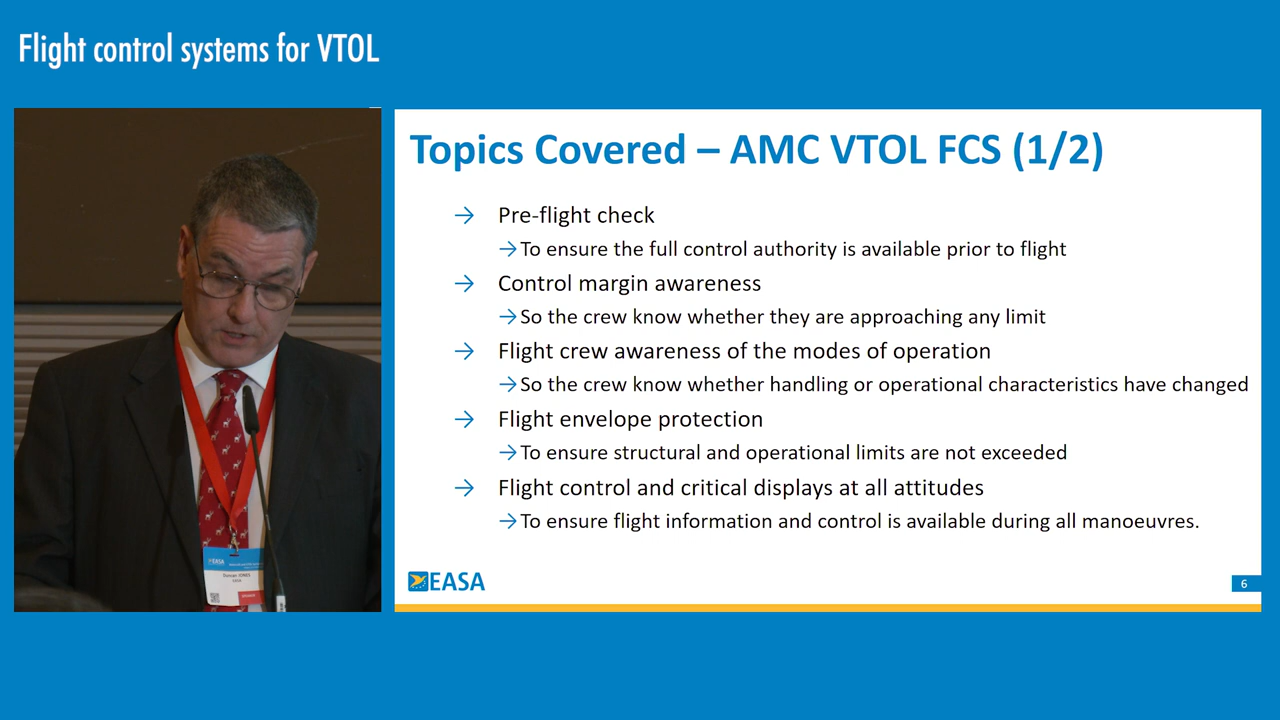 Flight control systems for VTOL
Topics Covered – AMC VTOL FCS (1/2)
→ Pre-flight check
→ To ensure the full control authority is available prior to flight
→ Control margin awareness
→ So the crew know whether they are approaching any limit
→ Flight crew awareness of the modes of operation
→ So the crew know whether handling or operational characteristics have changed
→ Flight envelope protection
→ To ensure structural and operational limits are not exceeded
→ Flight control and critical displays at all attitudes
→ To ensure flight information and control is available during all manoeuvres.
EASA
6
EASA